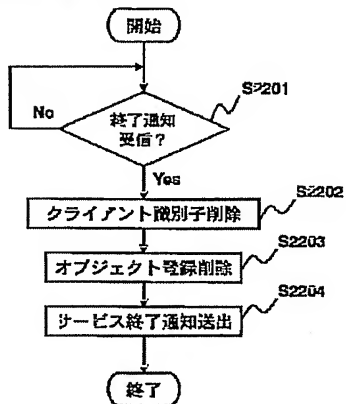 開始
S2201
No
終了通知
受信？
Yes
S2202
クライアント識別子削除
S2203
オブジェクト登録削除
S2204
サービス終了通知送出
終了